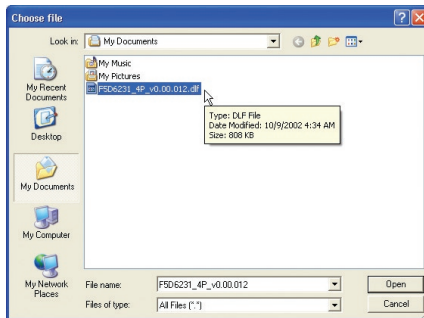 Choose file
Look in: My Documents
My Music
My Pictures
F5D6231_4P_v0.00.012.dlf
Type: DLF File
Date Modified: 10/9/2002 4:34 AM
Size: 808 KB
My Recent
Documents
Desktop
My Documents
My Computer
My Network
Places
File name: F5D6231_4P_v0.00.012 Open
Files of type: All Files (*.*) Cancel